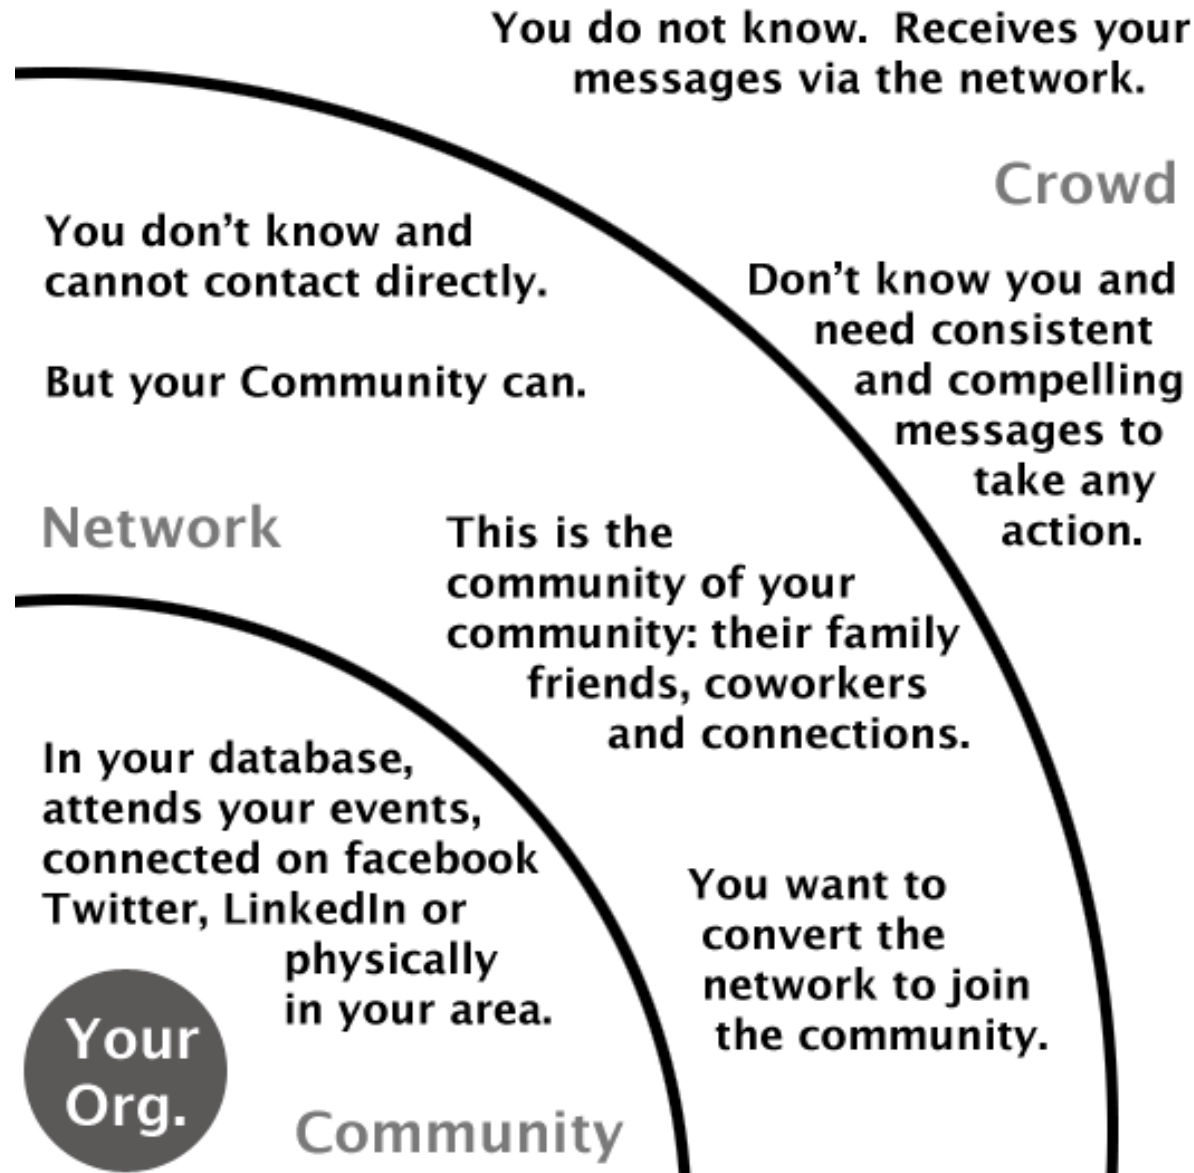 You do not know. Receives your
messages via the network.
Crowd
Don't know you and
need consistent
and compelling
messages to
take any
action.
You don't know and
cannot contact directly.
But your Community can.
Network
This is the
community of your
community: their family
friends, coworkers
and connections.
You want to
convert the
network to join
the community.
In your database,
attends your events,
connected on facebook
Twitter, LinkedIn or
physically
in your area.
Your
Org.
Community